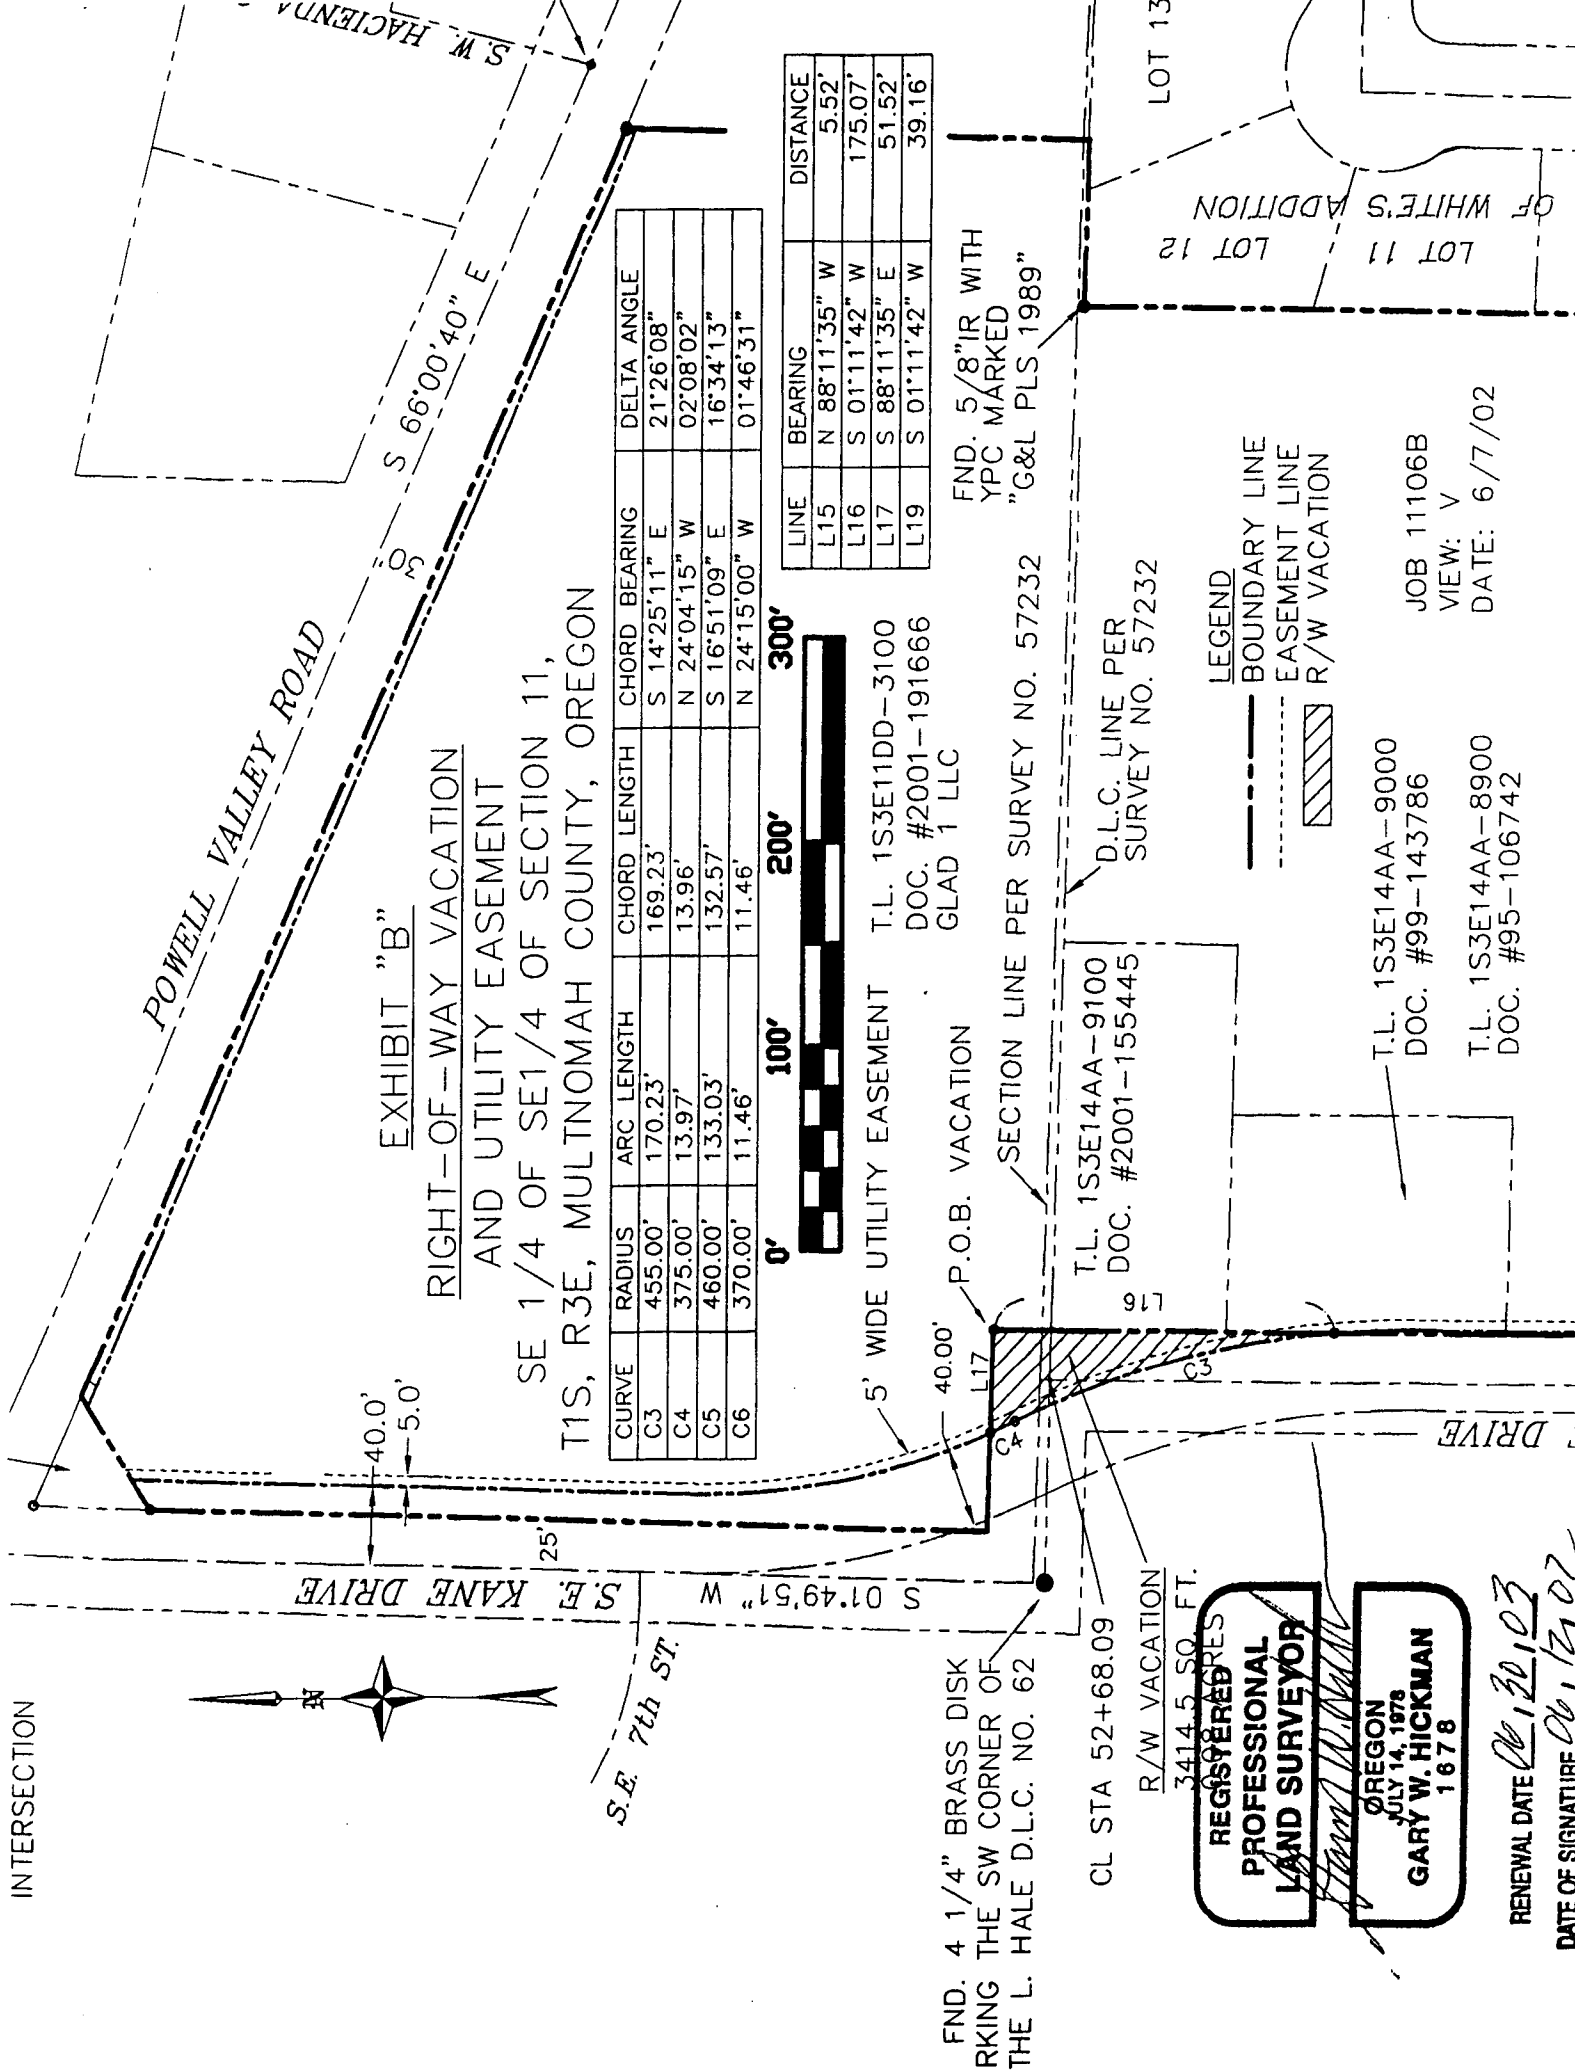 INTERSECTION
S.W. HACIENDA
POWELL VALLEY ROAD
S 66°00'40" E
30'
EXHIBIT "B"
RIGHT-OF-WAY VACATION
AND UTILITY EASEMENT
SE 1/4 OF SE1/4 OF SECTION 11,
T1S, R3E, MULTNOMAH COUNTY, OREGON
CURVE RADIUS ARC LENGTH CHORD LENGTH CHORD BEARING DELTA ANGLE
C3 455.00' 170.23' 169.23' S 14°25'11" E 21°26'08"
C4 375.00' 13.97' 13.96' N 24°04'15" W 02°08'02"
C5 460.00' 133.03' 132.57' S 16°51'09" E 16°34'13"
C6 370.00' 11.46' 11.46' N 24°15'00" W 01°46'31"
0' 100' 200' 300'
LINE BEARING DISTANCE
L15 N 88°11'35" W 5.52'
L16 S 01°11'42" W 175.07'
L17 S 88°11'35" E 51.52'
L19 S 01°11'42" W 39.16'
40.0'
5.0'
25'
S.E. KANE DRIVE
S 01°49'51" W
S.E. 7th ST.
N
5' WIDE UTILITY EASEMENT
T.L. 1S3E11DD-3100
DOC. #2001-191666
GLAD 1 LLC
40.00'
P.O.B. VACATION
L17
C4
C3
L16
SECTION LINE PER SURVEY NO. 57232
D.L.C. LINE PER
SURVEY NO. 57232
FND. 5/8"IR WITH
YPC MARKED
"G&L PLS 1989"
T.L. 1S3E14AA-9100
DOC. #2001-155445
LOT 13
LOT 12
LOT 11
OF WHITE'S ADDITION
FND. 4 1/4" BRASS DISK
RKING THE SW CORNER OF
THE L. HALE D.L.C. NO. 62
CL STA 52+68.09
R/W VACATION
3414.5 SQ. FT.
ACRES
DRIVE
LEGEND
BOUNDARY LINE
EASEMENT LINE
R/W VACATION
T.L. 1S3E14AA-9000
DOC. #99-143786
T.L. 1S3E14AA-8900
DOC. #95-106742
JOB 11106B
VIEW: V
DATE: 6/7/02
REGISTERED
PROFESSIONAL
LAND SURVEYOR
OREGON
JULY 14, 1978
GARY W. HICKMAN
1678
RENEWAL DATE 06,30,03
DATE OF SIGNATURE